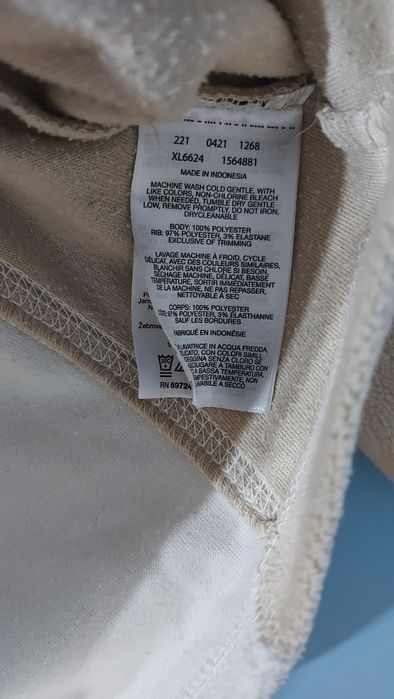 221 0421 1268
XL6624 1564881
MADE IN INDONESIA
MACHINE WASH COLD GENTLE, WITH
LIKE COLORS, NON-CHLORINE BLEACH
WHEN NEEDED, TUMBLE DRY GENTLE
LOW, REMOVE PROMPTLY, DO NOT IRON,
DRYCLEANABLE
BODY: 100% POLYESTER
RIB: 97% POLYESTER, 3% ELASTANE
EXCLUSIVE OF TRIMMING
LAVAGE MACHINE À FROID, CYCLE
DÉLICAT, AVEC DES COULEURS SIMILAIRES,
BLANCHIR SANS CHLORE SI BESOIN,
SÉCHAGE MACHINE, DÉLICAT, BASSE
TEMPÉRATURE, SORTIR IMMÉDIATEMENT
DE LA MACHINE, NE PAS REPASSER,
NETTOYABLE À SEC
CORPS: 100% POLYESTER
97% POLYESTER, 3% ÉLASTHANNE
SAUF LES BORDURES
FABRIQUÉ EN INDONÉSIE
LAVATRICE IN ACQUA FREDDA,
CON COLORI SIMILI,
SENZA CLORO SE
A TAMBURO CON
A BASSA TEMPERATURA,
NON
A SECCO
RN 69724